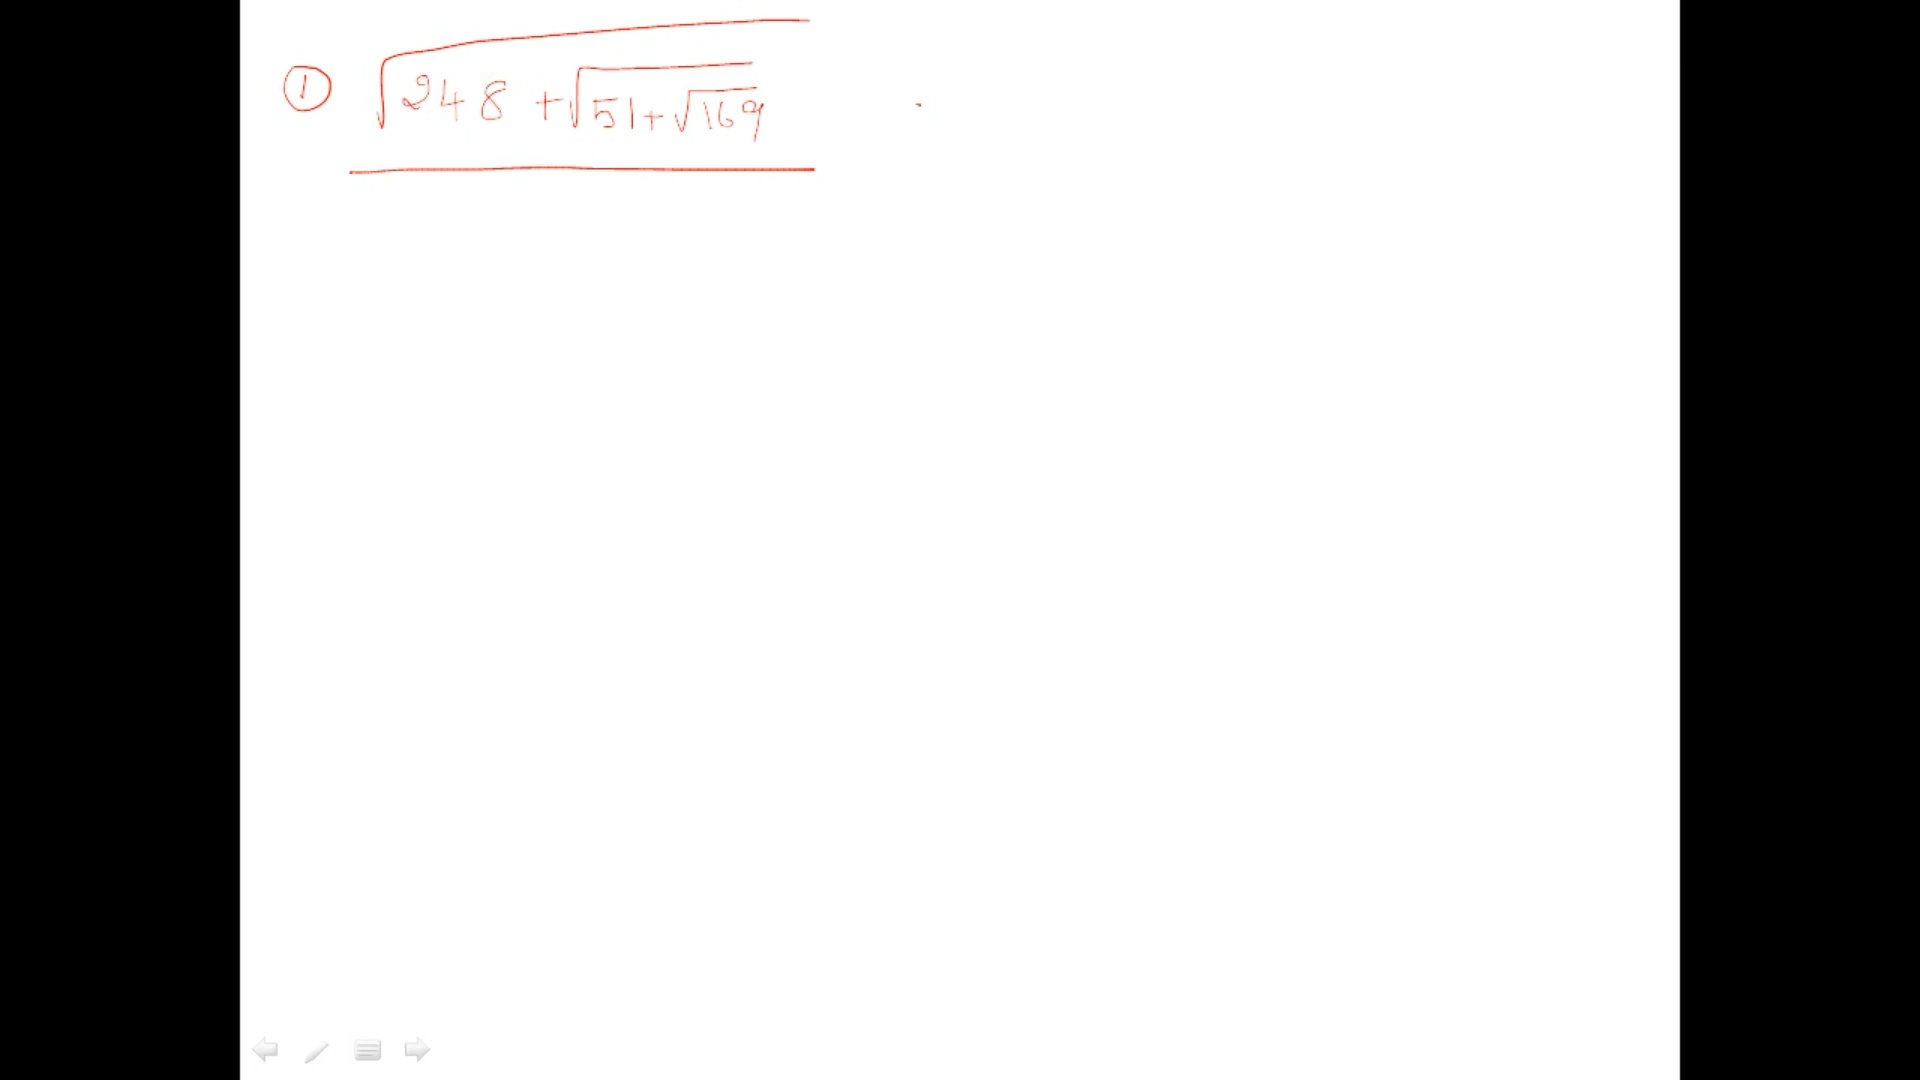 ① √248 + √51 + √169